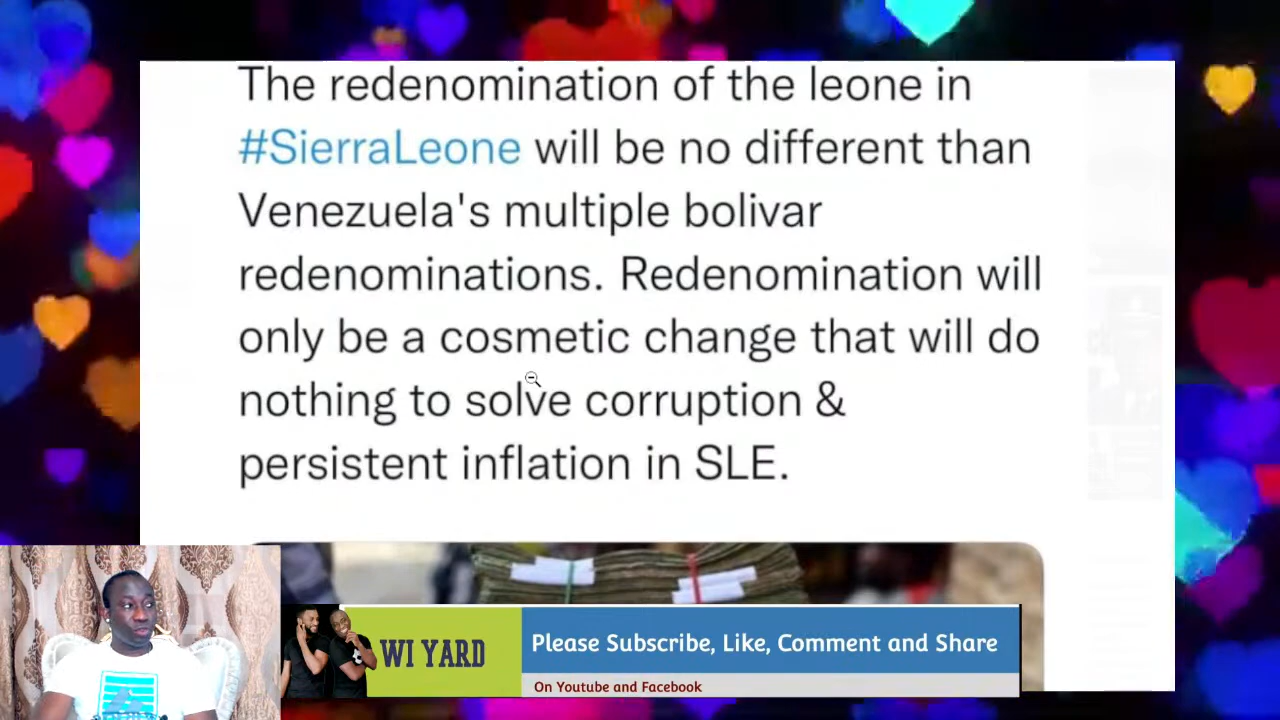 The redenomination of the leone in
#SierraLeone will be no different than
Venezuela's multiple bolivar
redenominations. Redenomination will
only be a cosmetic change that will do
nothing to solve corruption &
persistent inflation in SLE.
WI YARD
Please Subscribe, Like, Comment and Share
On Youtube and Facebook